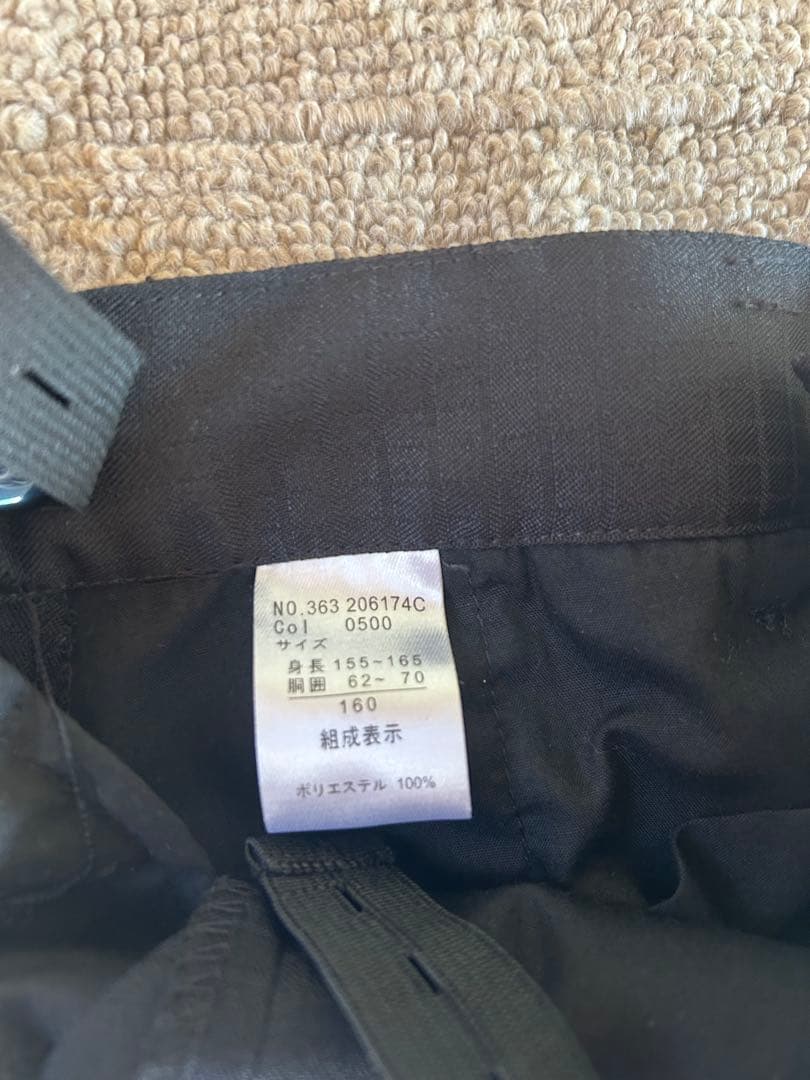 NO.363 206174C
Col 0500
サイズ
身長 155~165
胴囲 62~ 70
160
組成表示
ポリエステル 100%